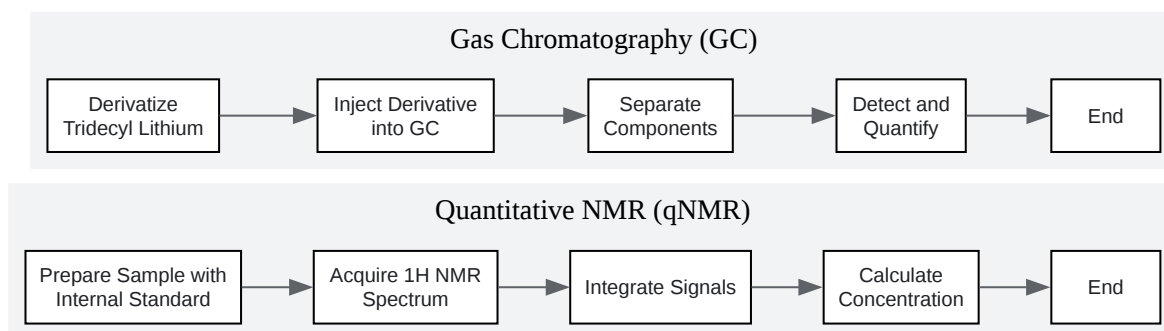 Gas Chromatography (GC)
Derivatize
Tridecyl Lithium
Inject Derivative
into GC
Separate
Components
Detect and
Quantify
End
Quantitative NMR (qNMR)
Prepare Sample with
Internal Standard
Acquire 1H NMR
Spectrum
Integrate Signals
Calculate
Concentration
End